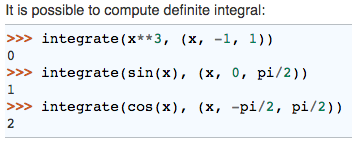 It is possible to compute definite integral:
>>> integrate(x**3, (x, -1, 1))
0
>>> integrate(sin(x), (x, 0, pi/2))
1
>>> integrate(cos(x), (x, -pi/2, pi/2))
2